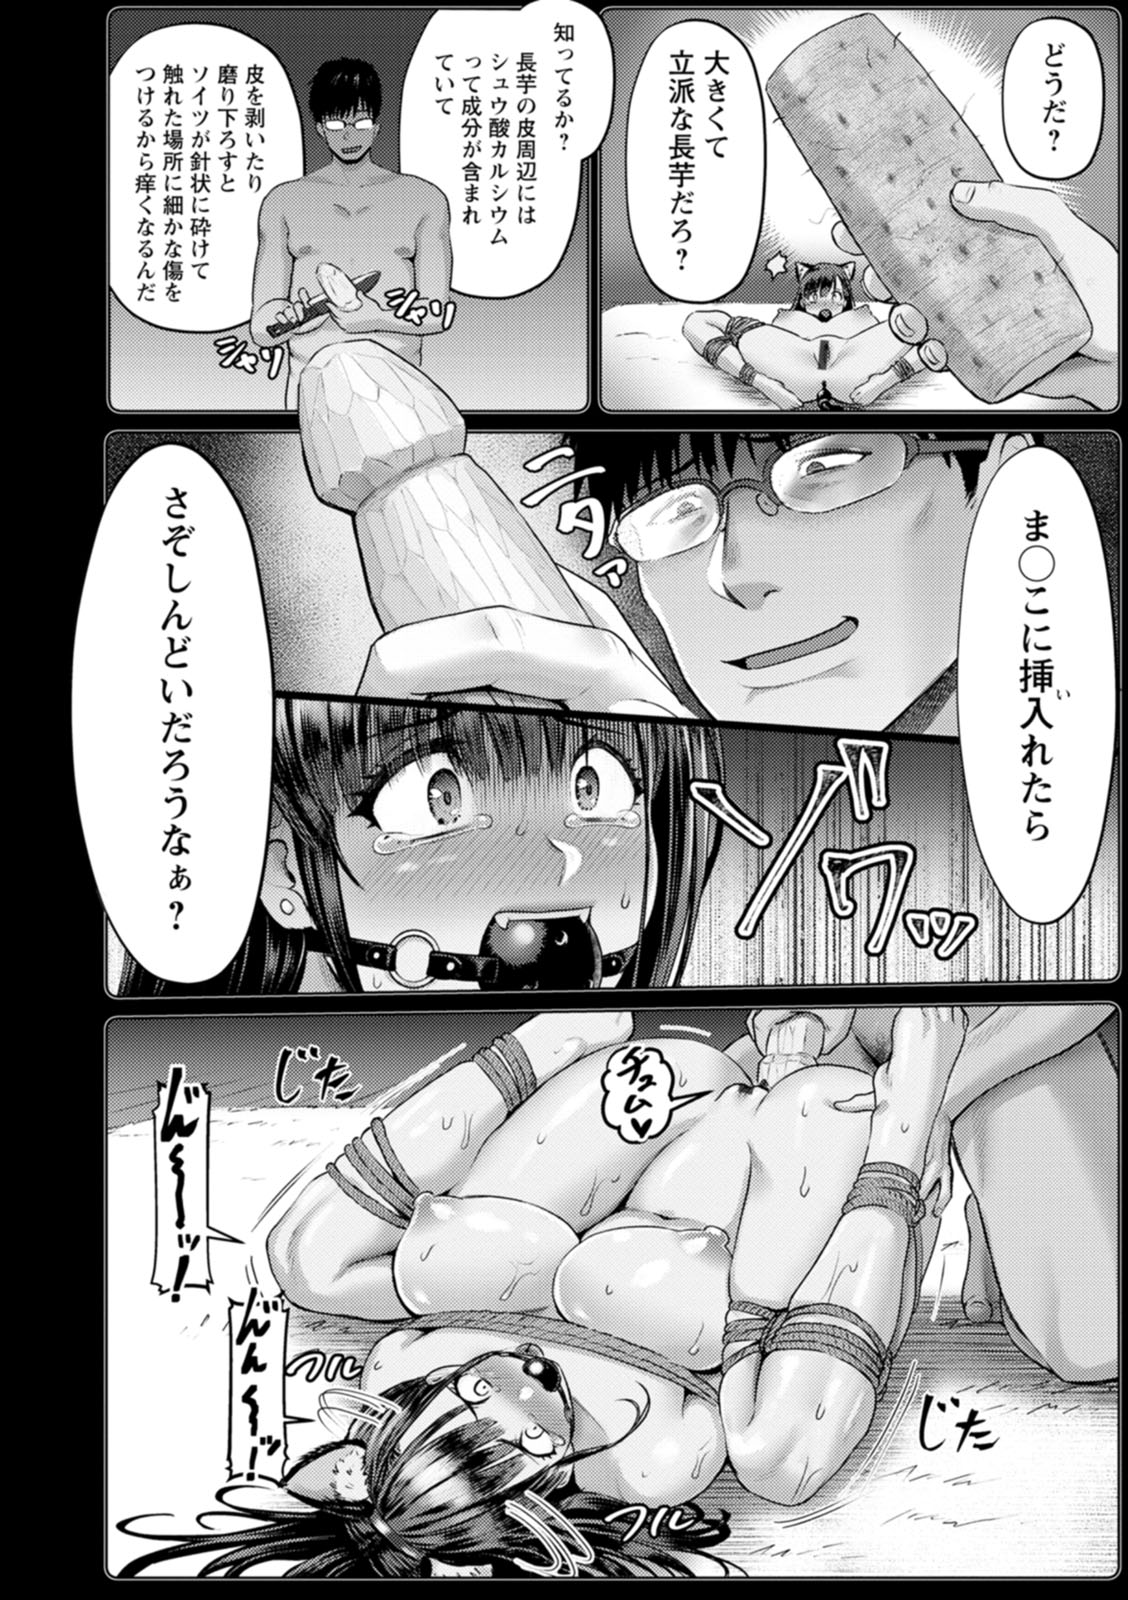 どうだ?
大きくて
立派な長芋だろ?
知ってるか?
長芋の皮周辺には
シュウ酸カルシウム
って成分が含まれ
ていて
皮を剥いたり
磨り下ろすと
ソイツが針状に砕けて
触れた場所に細かな傷を
つけるから痒くなるんだ
シャリ
シャリ
ま〇こに挿入れたら
い
ニタァ
さぞしんどいだろうなぁ?
ゾワッ
チュム♥
じた
ん゛〜〜ッ!
ん゛ん〜〜ッ!
フル
フル
じた